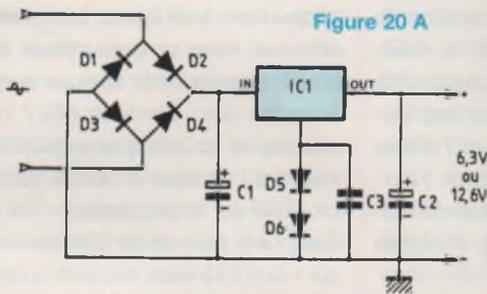 Figure 20 A
D1
D2
D3
D4
IN
IC1
OUT
+
C1
D5
D6
C3
C2
+
6,3V
ou
12,6V
-